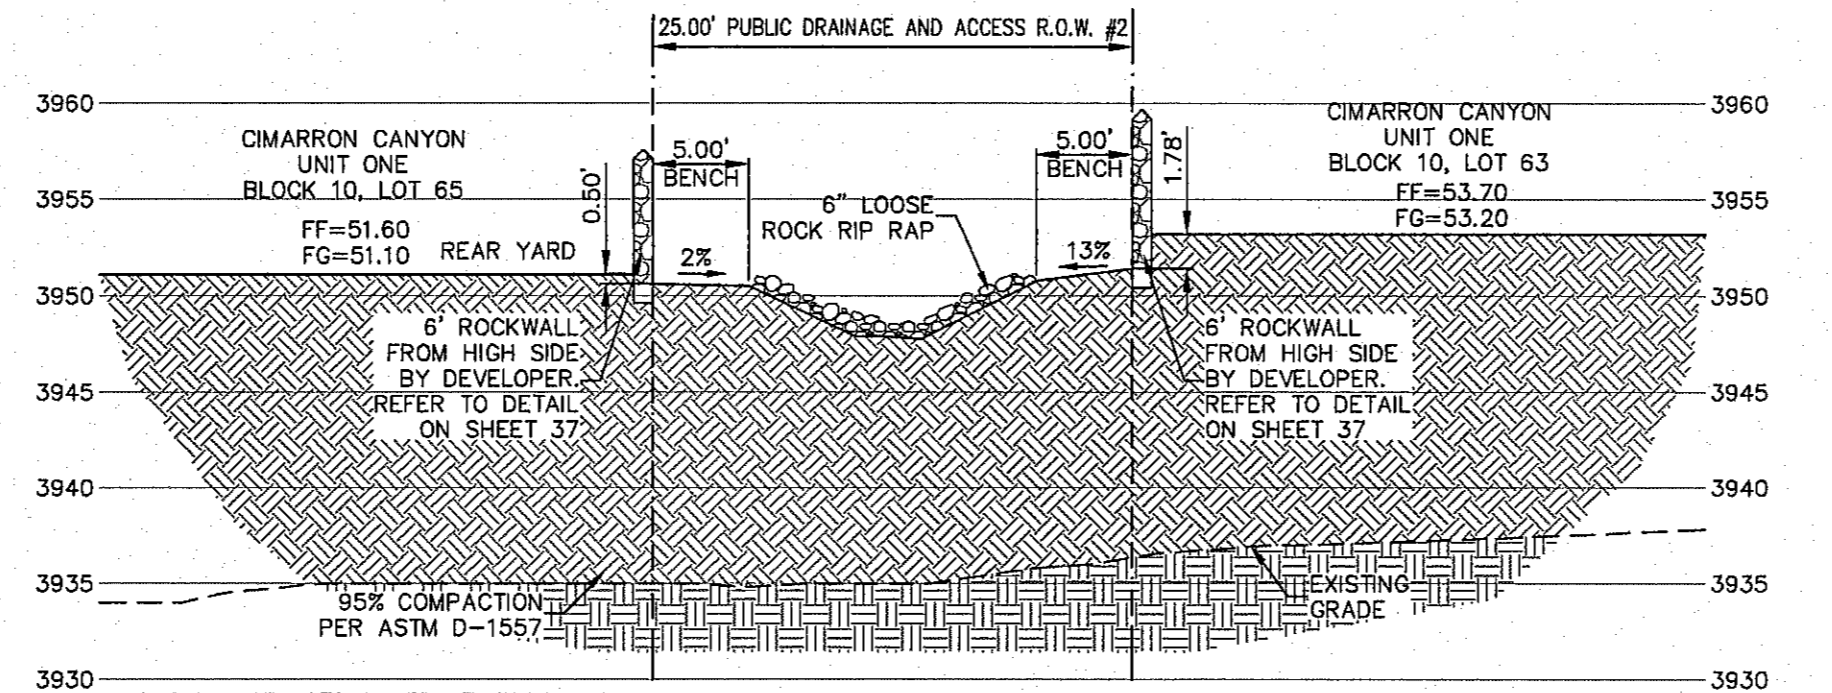 25.00' PUBLIC DRAINAGE AND ACCESS R.O.W. #2
3960
3960
CIMARRON CANYON
UNIT ONE
BLOCK 10, LOT 65
FF=51.60
FG=51.10
REAR YARD
0.50'
5.00'
BENCH
5.00'
BENCH
1.78'
CIMARRON CANYON
UNIT ONE
BLOCK 10, LOT 63
FF=53.70
FG=53.20
3955
3955
6" LOOSE
ROCK RIP RAP
2%
13%
3950
3950
6' ROCKWALL
FROM HIGH SIDE
BY DEVELOPER.
REFER TO DETAIL
ON SHEET 37
6' ROCKWALL
FROM HIGH SIDE
BY DEVELOPER.
REFER TO DETAIL
ON SHEET 37
3945
3945
3940
3940
3935
3935
95% COMPACTION
PER ASTM D-1557
EXISTING
GRADE
3930
3930